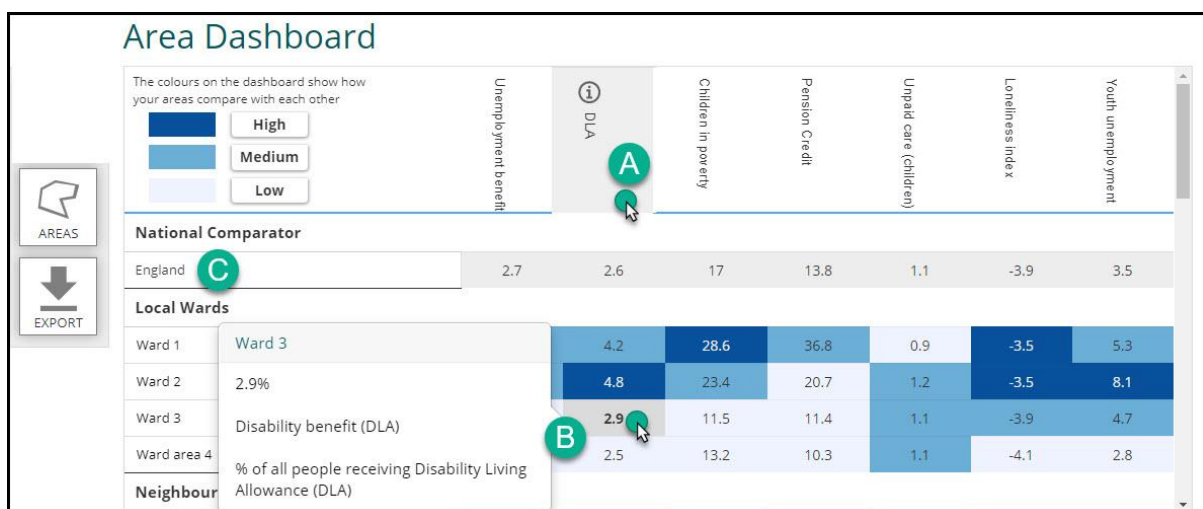 Area Dashboard
The colours on the dashboard show how
your areas compare with each other
High
Medium
Low
Unemployment benefit
DLA
Children in poverty
Pension Credit
Unpaid care (children)
Loneliness index
Youth unemployment
A
AREAS
EXPORT
National Comparator
England C 2.7 2.6 17 13.8 1.1 -3.9 3.5
Local Wards
Ward 1 4.2 28.6 36.8 0.9 -3.5 5.3
Ward 2 4.8 23.4 20.7 1.2 -3.5 8.1
Ward 3 2.9 11.5 11.4 1.1 -3.9 4.7
Ward area 4 2.5 13.2 10.3 1.1 -4.1 2.8
Neighbour
Ward 3
2.9%
Disability benefit (DLA)
% of all people receiving Disability Living
Allowance (DLA)
B